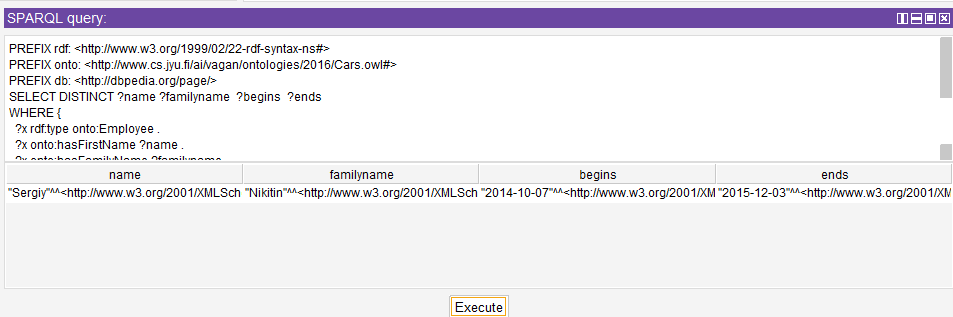 SPARQL query:
PREFIX rdf: <http://www.w3.org/1999/02/22-rdf-syntax-ns#>
PREFIX onto: <http://www.cs.jyu.fi/ai/vagan/ontologies/2016/Cars.owl#>
PREFIX db: <http://dbpedia.org/page/>
SELECT DISTINCT ?name ?familyname ?begins ?ends
WHERE {
?x rdf:type onto:Employee .
?x onto:hasFirstName ?name .
?x onto:hasFamilyName ?familyname
name familyname begins ends
"Sergiy"^^<http://www.w3.org/2001/XMLSch "Nikitin"^^<http://www.w3.org/2001/XMLSch "2014-10-07"^^<http://www.w3.org/2001/XM "2015-12-03"^^<http://www.w3.org/2001/XM
Execute